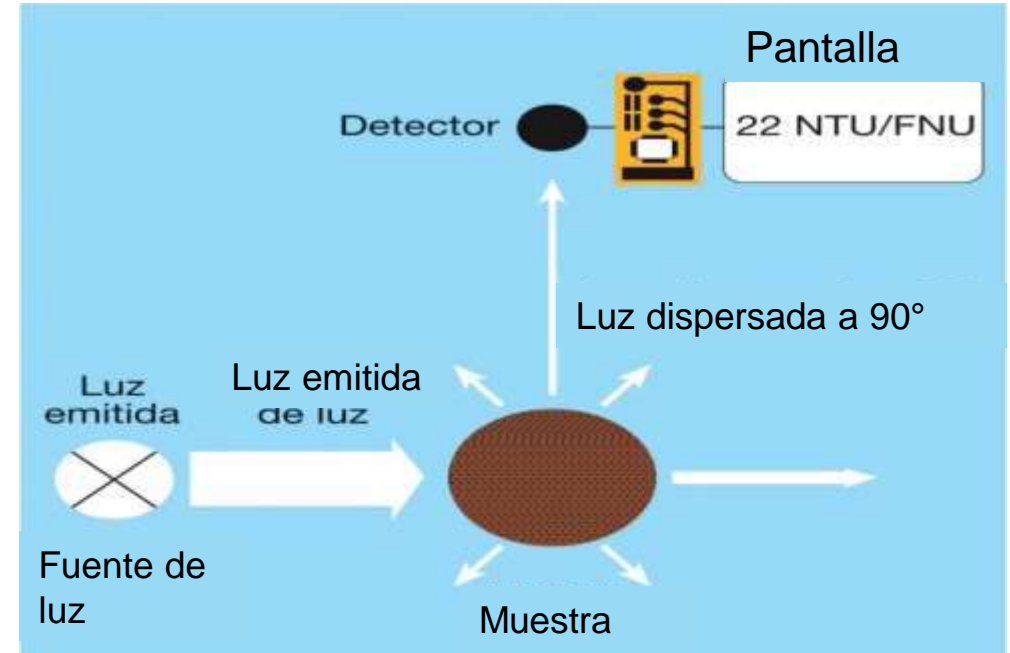 Pantalla
Detector
22 NTU/FNU
Luz dispersada a 90°
Luz
emitida
Luz emitida
de luz
Fuente de
luz
Muestra